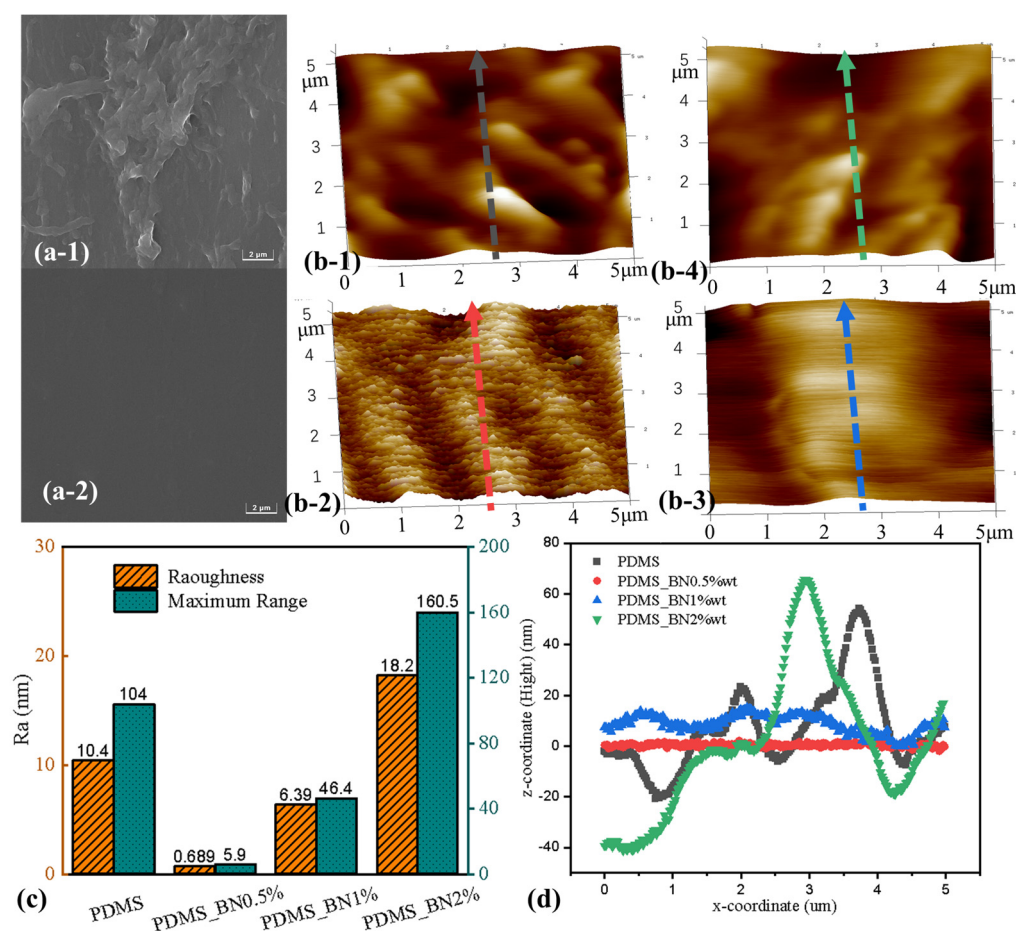 (a-1)
2 μm
(a-2)
2 μm
5
μm
4
3
2
1
(b-1)
0
1
2
3
4
5μm
5
μm
4
3
2
1
(b-4)
0
1
2
3
4
5μm
5
μm
4
3
2
1
(b-2)
0
1
2
3
4
5μm
5
μm
4
3
2
1
(b-3)
0
1
2
3
4
5μm
30
20
10
0
Ra (nm)
Raoughness
Maximum Range
10.4
104
0.689
5.9
6.39
46.4
18.2
160.5
200
160
120
80
40
0
PDMS
PDMS_BN0.5%
PDMS_BN1%
PDMS_BN2%
(c)
80
60
40
20
0
-20
-40
z-coordinate (Hight) (nm)
PDMS
PDMS_BN0.5%wt
PDMS_BN1%wt
PDMS_BN2%wt
0
1
2
3
4
5
x-coordinate (um)
(d)